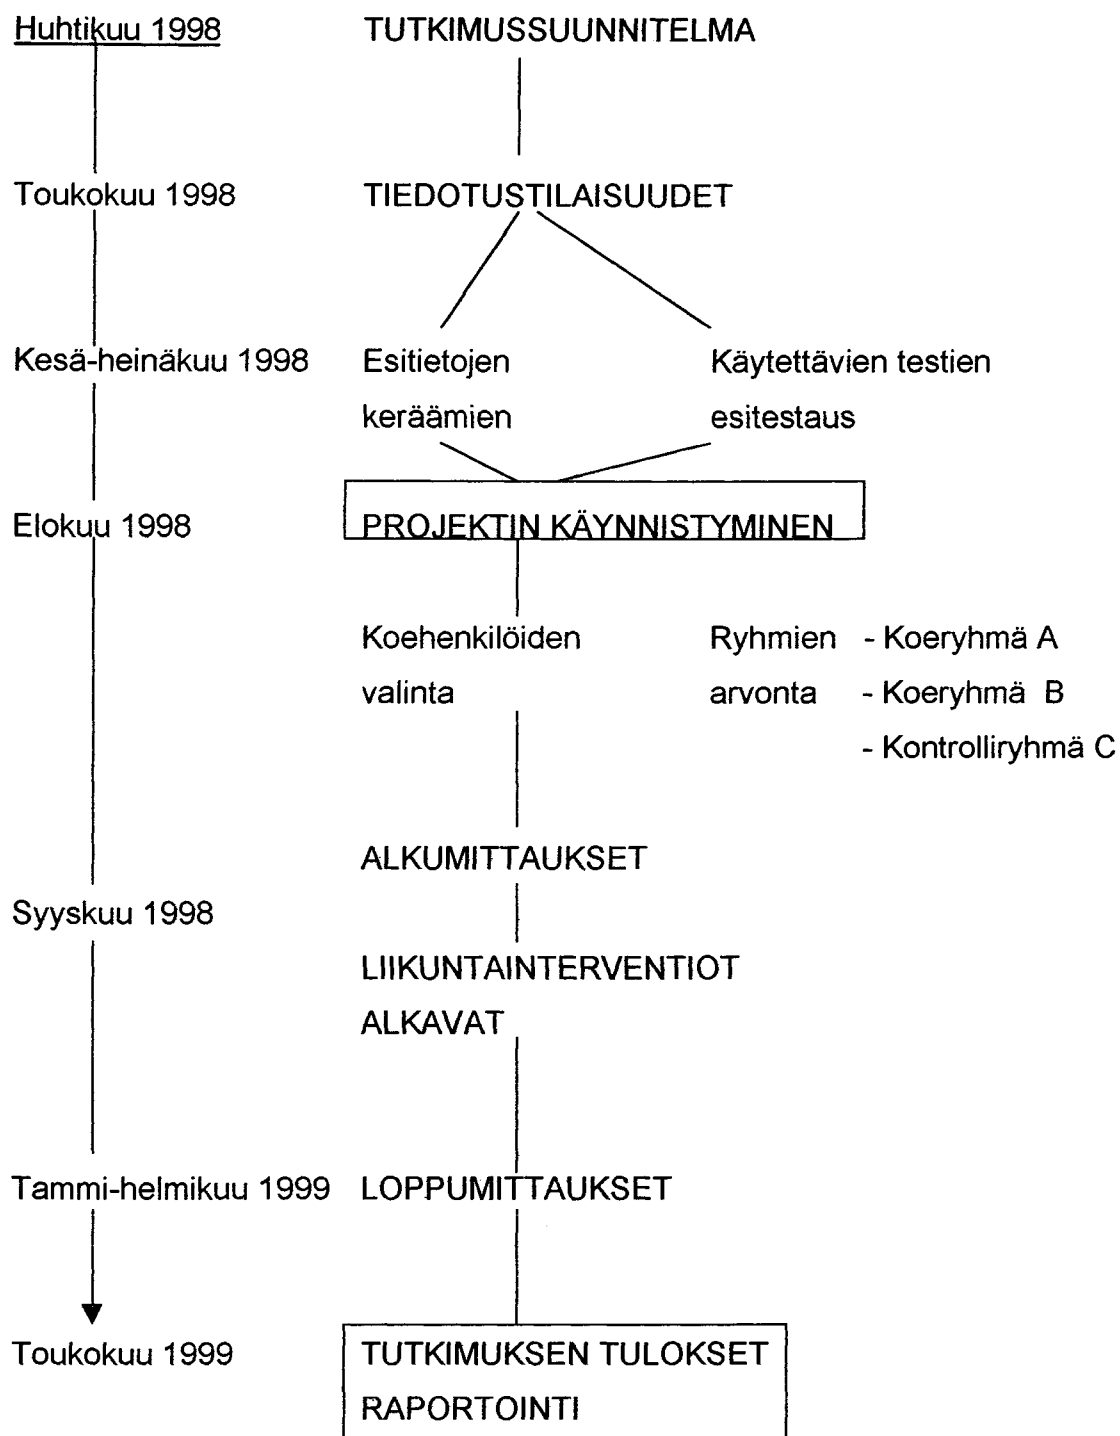 Huhtikuu 1998 TUTKIMUSSUUNNITELMA
Toukokuu 1998 TIEDOTUSTILAISUUDET
Kesä-heinäkuu 1998 Esitietojen Käytettävien testien
keräämien esitestaus
Elokuu 1998 PROJEKTIN KÄYNNISTYMINEN
Koehenkilöiden Ryhmien - Koeryhmä A
valinta arvonta - Koeryhmä B
- Kontrolliryhmä C
ALKUMITTAUKSET
Syyskuu 1998
LIIKUNTAINTERVENTIOT
ALKAVAT
Tammi-helmikuu 1999 LOPPUMITTAUKSET
Toukokuu 1999 TUTKIMUKSEN TULOKSET
RAPORTOINTI